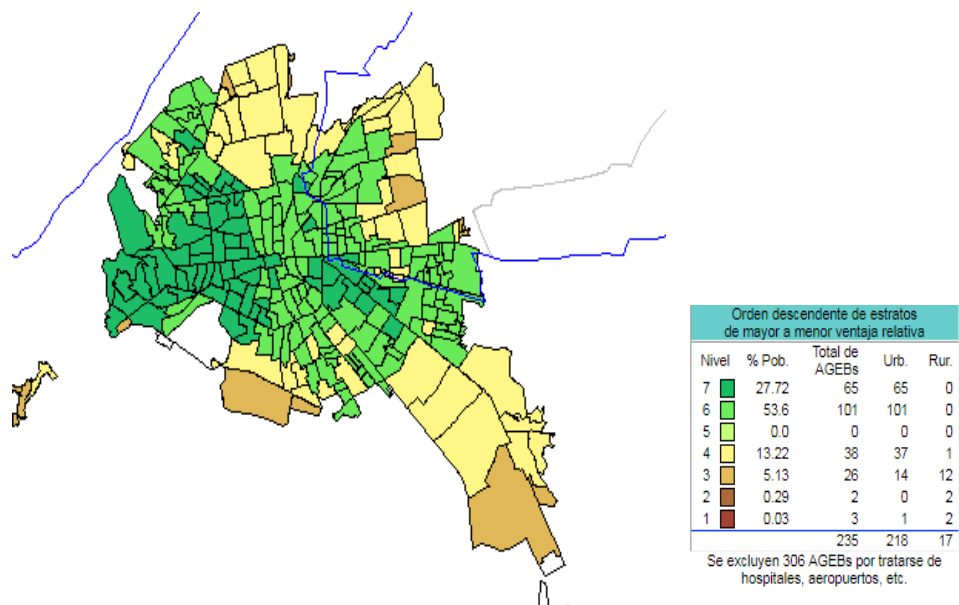 Orden descendente de estratos
de mayor a menor ventaja relativa
Nivel % Pob. Total de AGEBs Urb. Rur.
7 27.72 65 65 0
6 53.6 101 101 0
5 0.0 0 0 0
4 13.22 38 37 1
3 5.13 26 14 12
2 0.29 2 0 2
1 0.03 3 1 2
235 218 17
Se excluyen 306 AGEBs por tratarse de
hospitales, aeropuertos, etc.